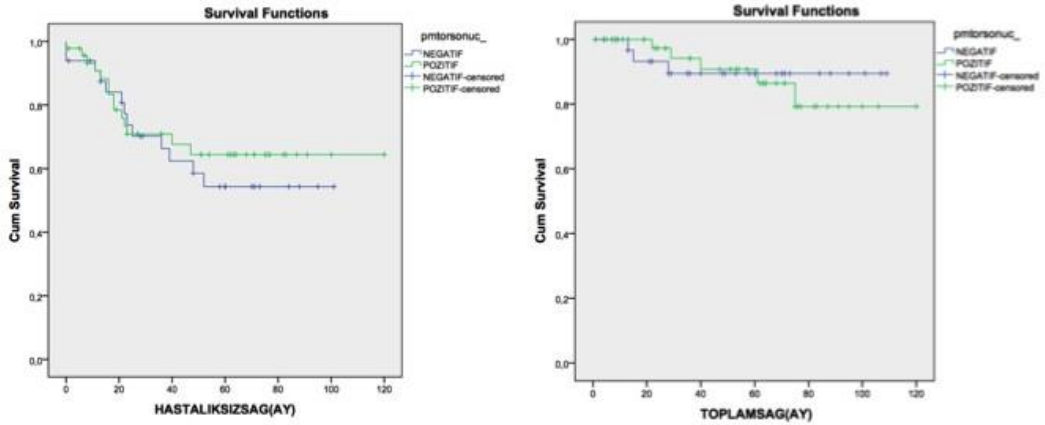 Survival Functions
pmtorsonuc_
NEGATIF
POZITIF
NEGATIF-censored
POZITIF-censored
Cum Survival
1,0
0,8
0,6
0,4
0,2
0,0
0 20 40 60 80 100 120
HASTALIKSIZSAG(AY)
Survival Functions
pmtorsonuc_
NEGATIF
POZITIF
NEGATIF-censored
POZITIF-censored
Cum Survival
1,0
0,8
0,6
0,4
0,2
0,0
0 20 40 60 80 100 120
TOPLAMSAG(AY)